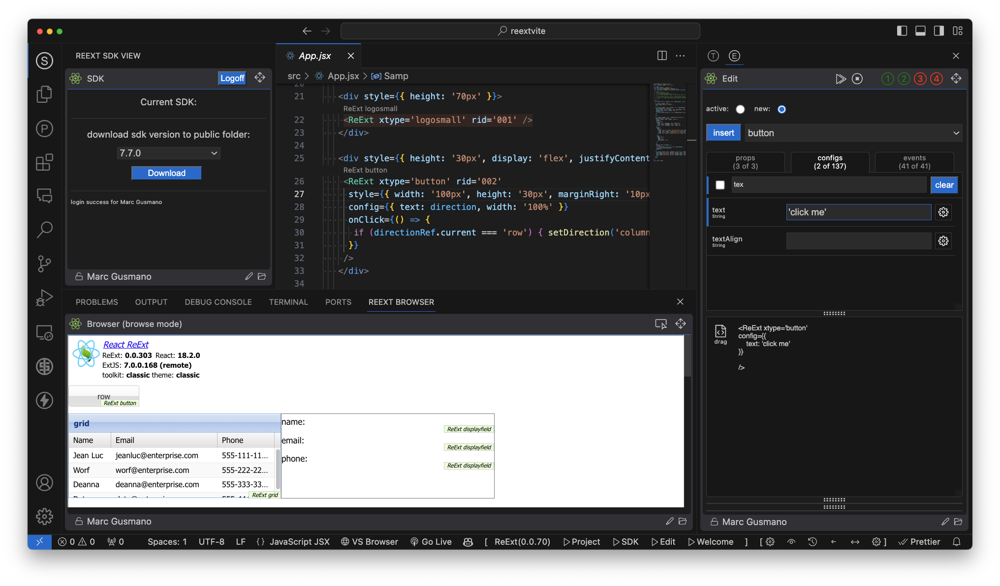 reextvite
REEXT SDK VIEW
SDK
Logoff
Current SDK:
download sdk version to public folder:
7.7.0
Download
login success for Marc Gusmano
Marc Gusmano
App.jsx
src > App.jsx > Samp
20
21 <div style={{ height: '70px' }}>
ReExt logosmall
22 <ReExt xtype='logosmall' rid='001' />
23 </div>
24
25 <div style={{ height: '30px', display: 'flex', justifyContent
ReExt button
26 <ReExt xtype='button' rid='002'
27 style={{ width: '100px', height: '30px', marginRight: '10px
28 config={{ text: direction, width: '100%' }}
29 onClick={() => {
30 if (directionRef.current === 'row') { setDirection('column
31 }}
32 />
33 </div>
34
PROBLEMS OUTPUT DEBUG CONSOLE TERMINAL PORTS REEXT BROWSER
Browser (browse mode)
React ReExt
ReExt: 0.0.303 React: 18.2.0
ExtJS: 7.0.0.168 (remote)
toolkit: classic theme: classic
row
ReExt button
grid
Name Email Phone
Jean Luc jeanluc@enterprise.com 555-111-11...
Worf worf@enterprise.com 555-222-22...
Deanna deanna@enterprise.com 555-333-33...
ReExt grid
name:
ReExt displayfield
email:
ReExt displayfield
phone:
ReExt displayfield
Marc Gusmano
T E
Edit
1 2 3 4
active: new:
insert
button
props
(3 of 3)
configs
(2 of 137)
events
(41 of 41)
tex
clear
text
String
'click me'
textAlign
String
drag
<ReExt xtype='button'
config={{
text: 'click me'
}}
/>
Marc Gusmano
0 0 0 Spaces: 1 UTF-8 LF {} JavaScript JSX VS Browser Go Live [ ReExt(0.0.70) Project SDK Edit Welcome ] [ ] Prettier